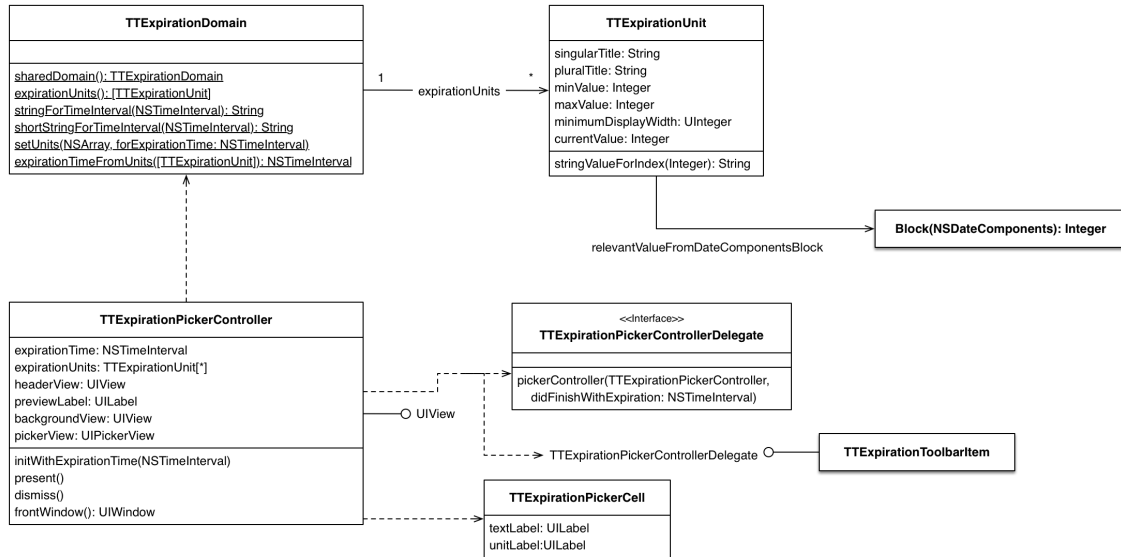 TTExpirationDomain
sharedDomain(): TTExpirationDomain
expirationUnits(): [TTExpirationUnit]
stringForTimeInterval(NSTimeInterval): String
shortStringForTimeInterval(NSTimeInterval): String
setUnits(NSArray, forExpirationTime: NSTimeInterval)
expirationTimeFromUnits([TTExpirationUnit]): NSTimeInterval
1
expirationUnits
*
TTExpirationUnit
singularTitle: String
pluralTitle: String
minValue: Integer
maxValue: Integer
minimumDisplayWidth: UInteger
currentValue: Integer
stringValueForIndex(Integer): String
relevantValueFromDateComponentsBlock
Block(NSDateComponents): Integer
TTExpirationPickerController
expirationTime: NSTimeInterval
expirationUnits: TTExpirationUnit[*]
headerView: UIView
previewLabel: UILabel
backgroundView: UIView
pickerView: UIPickerView
initWithExpirationTime(NSTimeInterval)
present()
dismiss()
frontWindow(): UIWindow
<<Interface>>
TTExpirationPickerControllerDelegate
pickerController(TTExpirationPickerController,
didFinishWithExpiration: NSTimeInterval)
UIView
TTExpirationPickerControllerDelegate
TTExpirationToolbarItem
TTExpirationPickerCell
textLabel: UILabel
unitLabel:UILabel